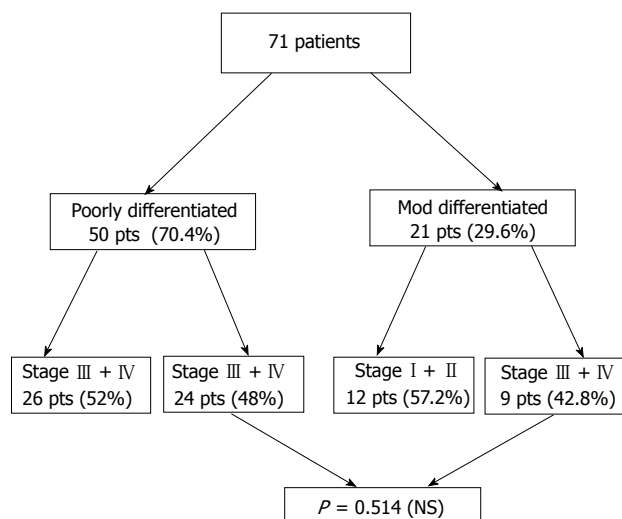 71 patients
Poorly differentiated
50 pts (70.4%)
Mod differentiated
21 pts (29.6%)
Stage Ⅲ + Ⅳ
26 pts (52%)
Stage Ⅲ + Ⅳ
24 pts (48%)
Stage Ⅰ + Ⅱ
12 pts (57.2%)
Stage Ⅲ + Ⅳ
9 pts (42.8%)
P = 0.514 (NS)